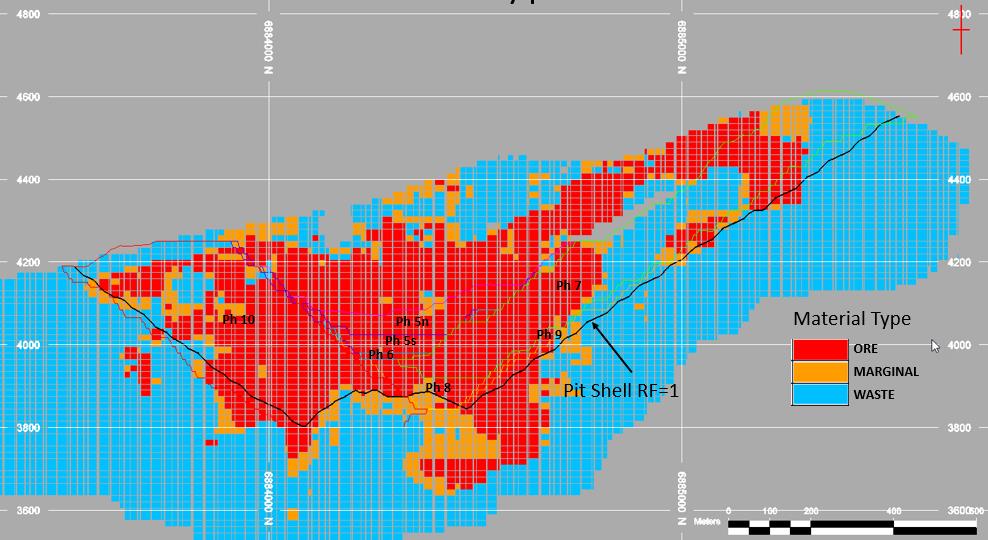 4800
4800
6884000 N
6885000 N
4600
4600
4400
4400
4200
4200
Ph 7
Ph 10
Ph 5n
Ph 9
Ph 5s
Ph 6
Ph 8
Pit Shell RF=1
Material Type
ORE
MARGINAL
WASTE
4000
4000
3800
3800
6884000 N
6885000 N
3600
3600
Meters
0
100
200
400
600